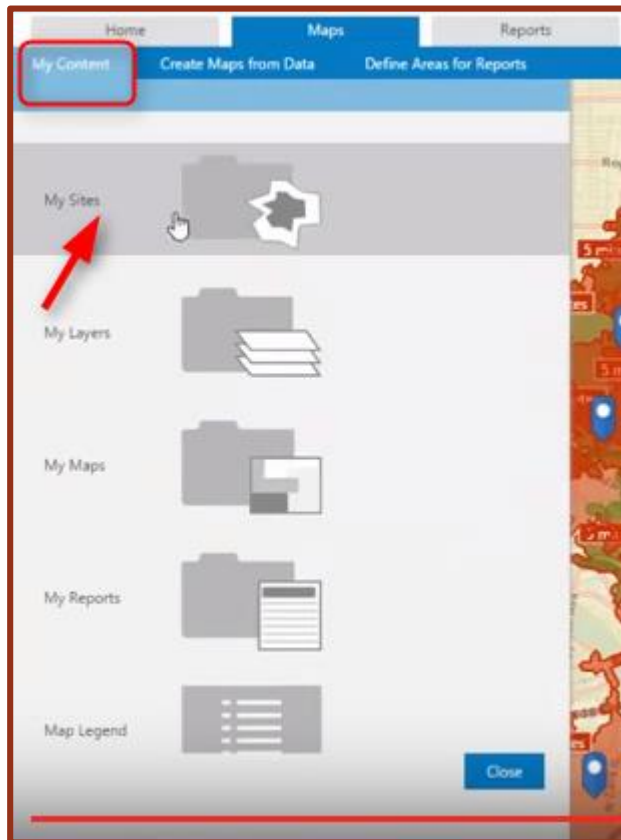 Home Maps Reports
My Content Create Maps from Data Define Areas for Reports
My Sites
My Layers
My Maps
My Reports
Map Legend
Close